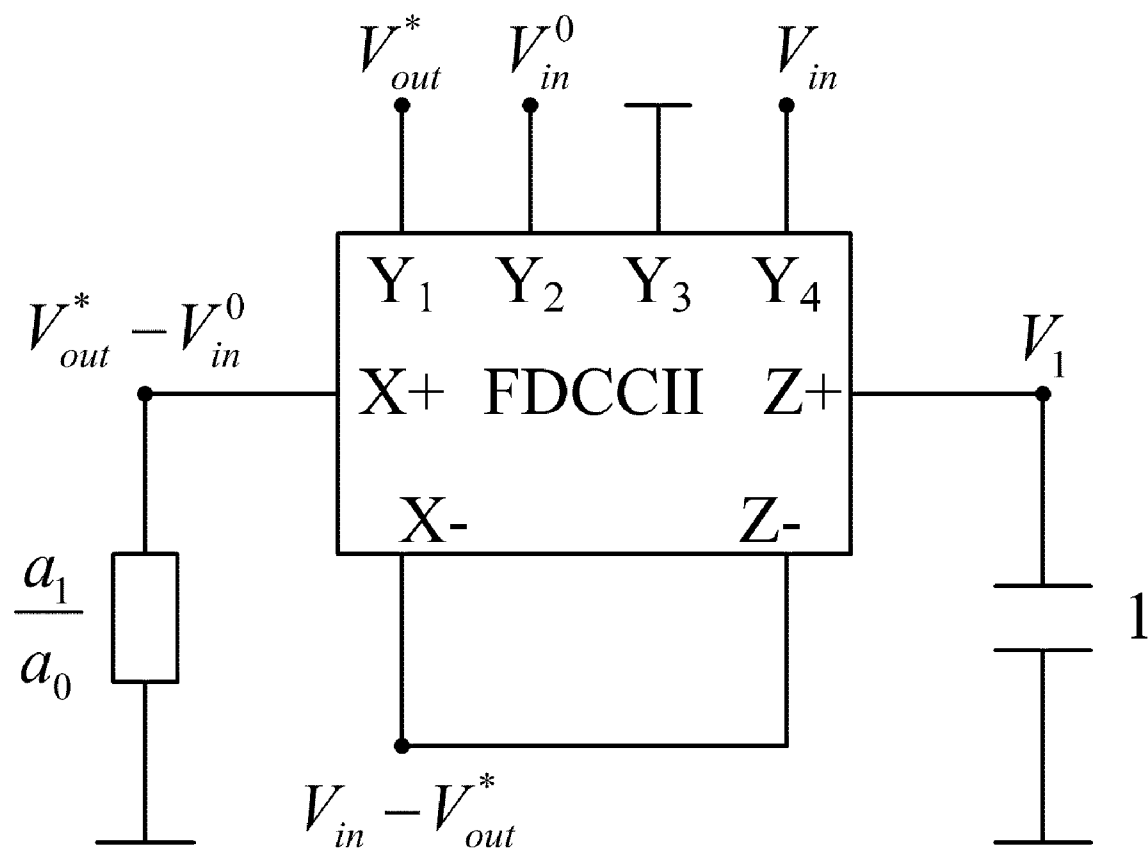 V*out V0in Vin
Y1 Y2 Y3 Y4
V*out − V0in
V1
X+ FDCCII Z+
X- Z-
a1
a0
1
Vin − V*out